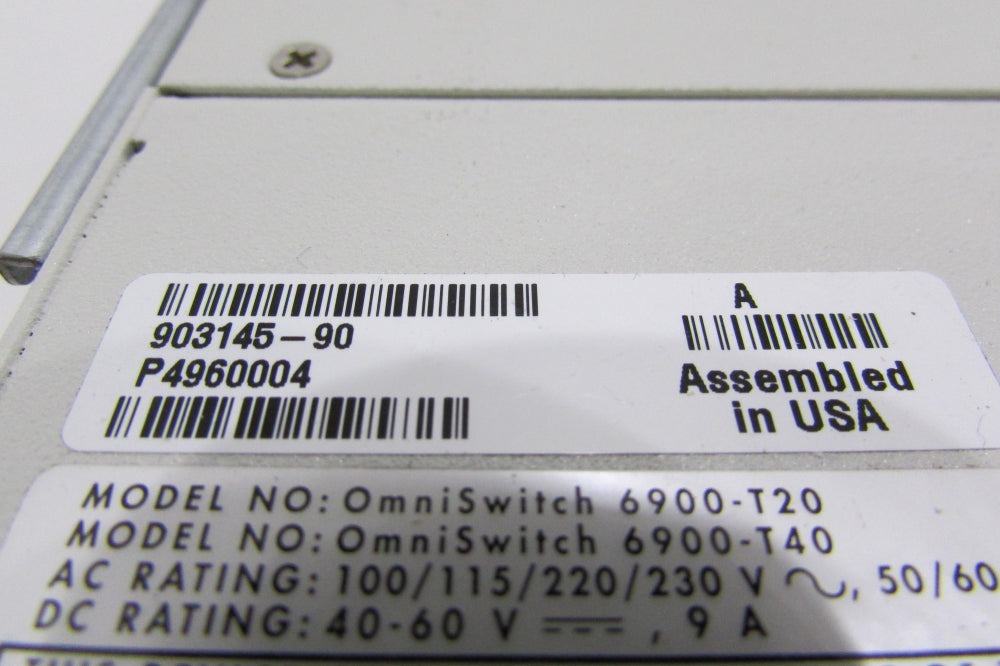 A
903145-90
P4960004
Assembled
in USA
MODEL NO: OmniSwitch 6900-T20
MODEL NO: OmniSwitch 6900-T40
AC RATING: 100/115/220/230 V ~, 50/60
DC RATING: 40-60 V ⎓, 9 A